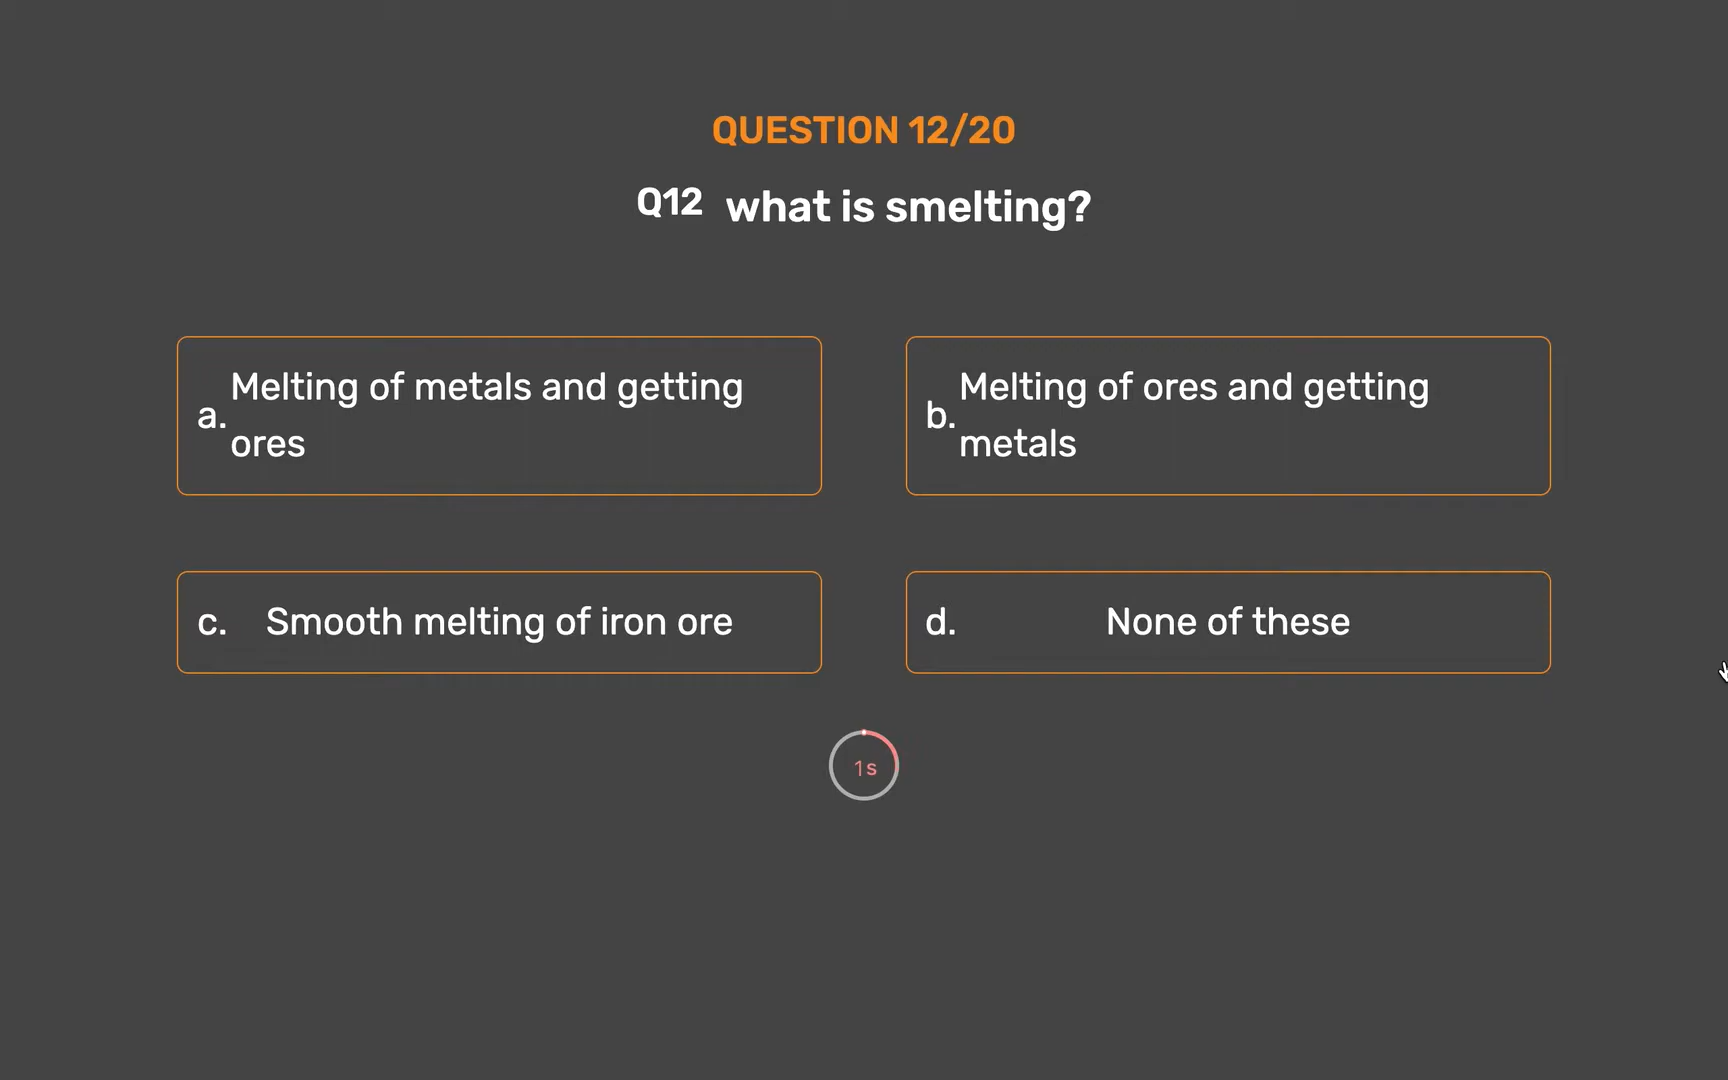 QUESTION 12/20
Q12 what is smelting?
a. Melting of metals and getting
ores
b. Melting of ores and getting
metals
c. Smooth melting of iron ore
d. None of these
1s